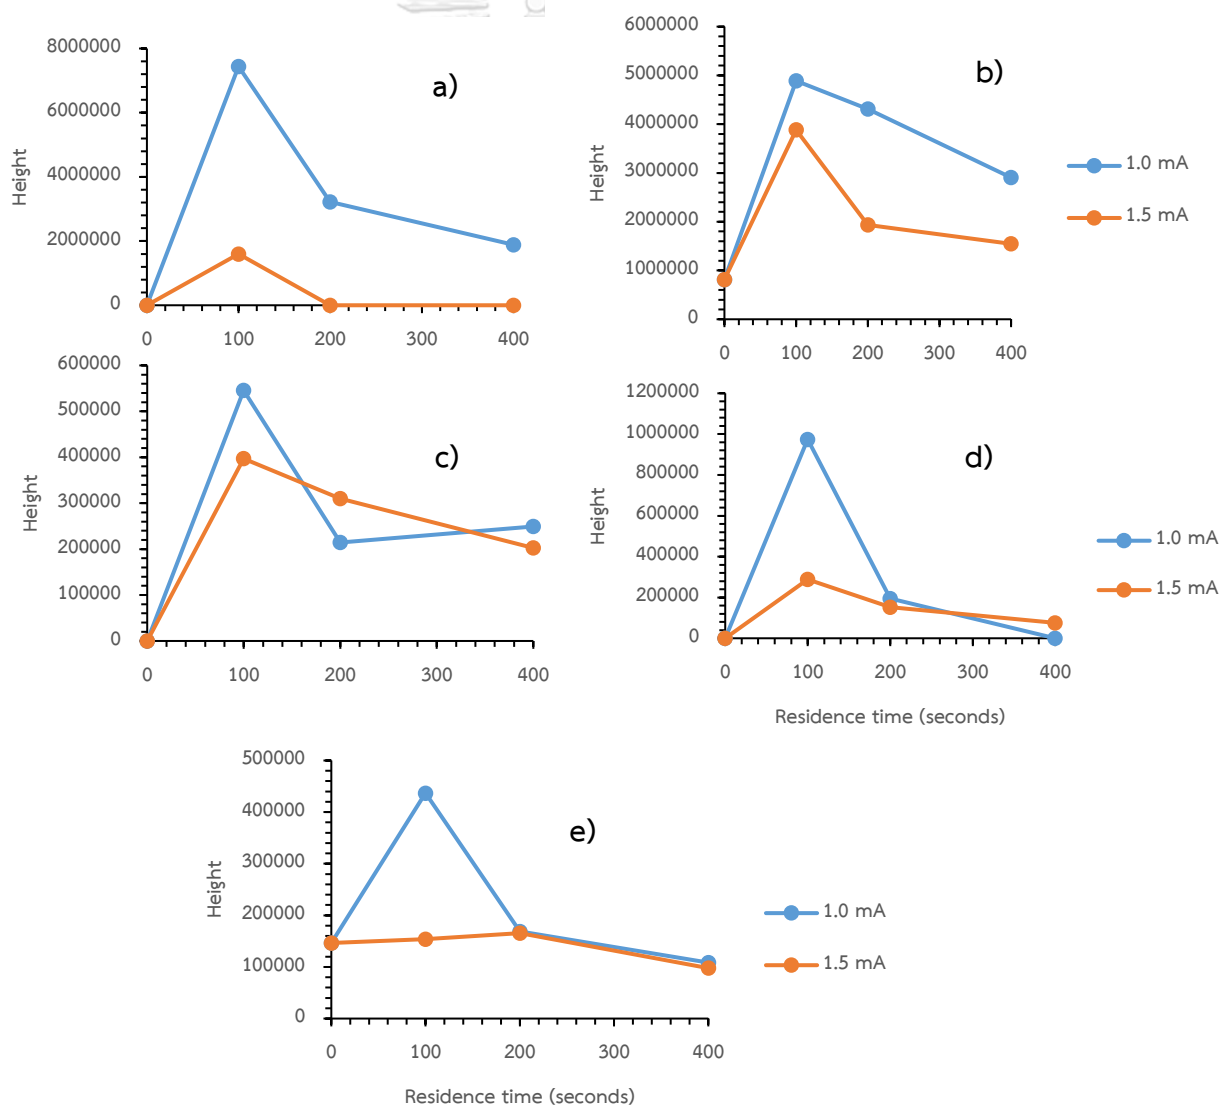 a)
Height
8000000
6000000
4000000
2000000
0
0 100 200 300 400
b)
Height
6000000
5000000
4000000
3000000
2000000
1000000
0
0 100 200 300 400
1.0 mA
1.5 mA
c)
Height
600000
500000
400000
300000
200000
100000
0
0 100 200 300 400
d)
Height
1200000
1000000
800000
600000
400000
200000
0
0 100 200 300 400
Residence time (seconds)
1.0 mA
1.5 mA
e)
Height
500000
400000
300000
200000
100000
0
0 100 200 300 400
Residence time (seconds)
1.0 mA
1.5 mA